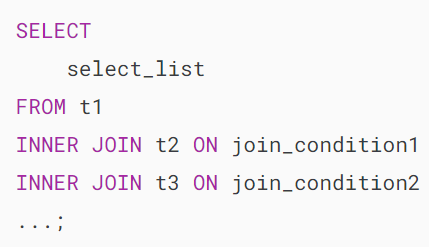 SELECT
    select_list
FROM t1
INNER JOIN t2 ON join_condition1
INNER JOIN t3 ON join_condition2
...;